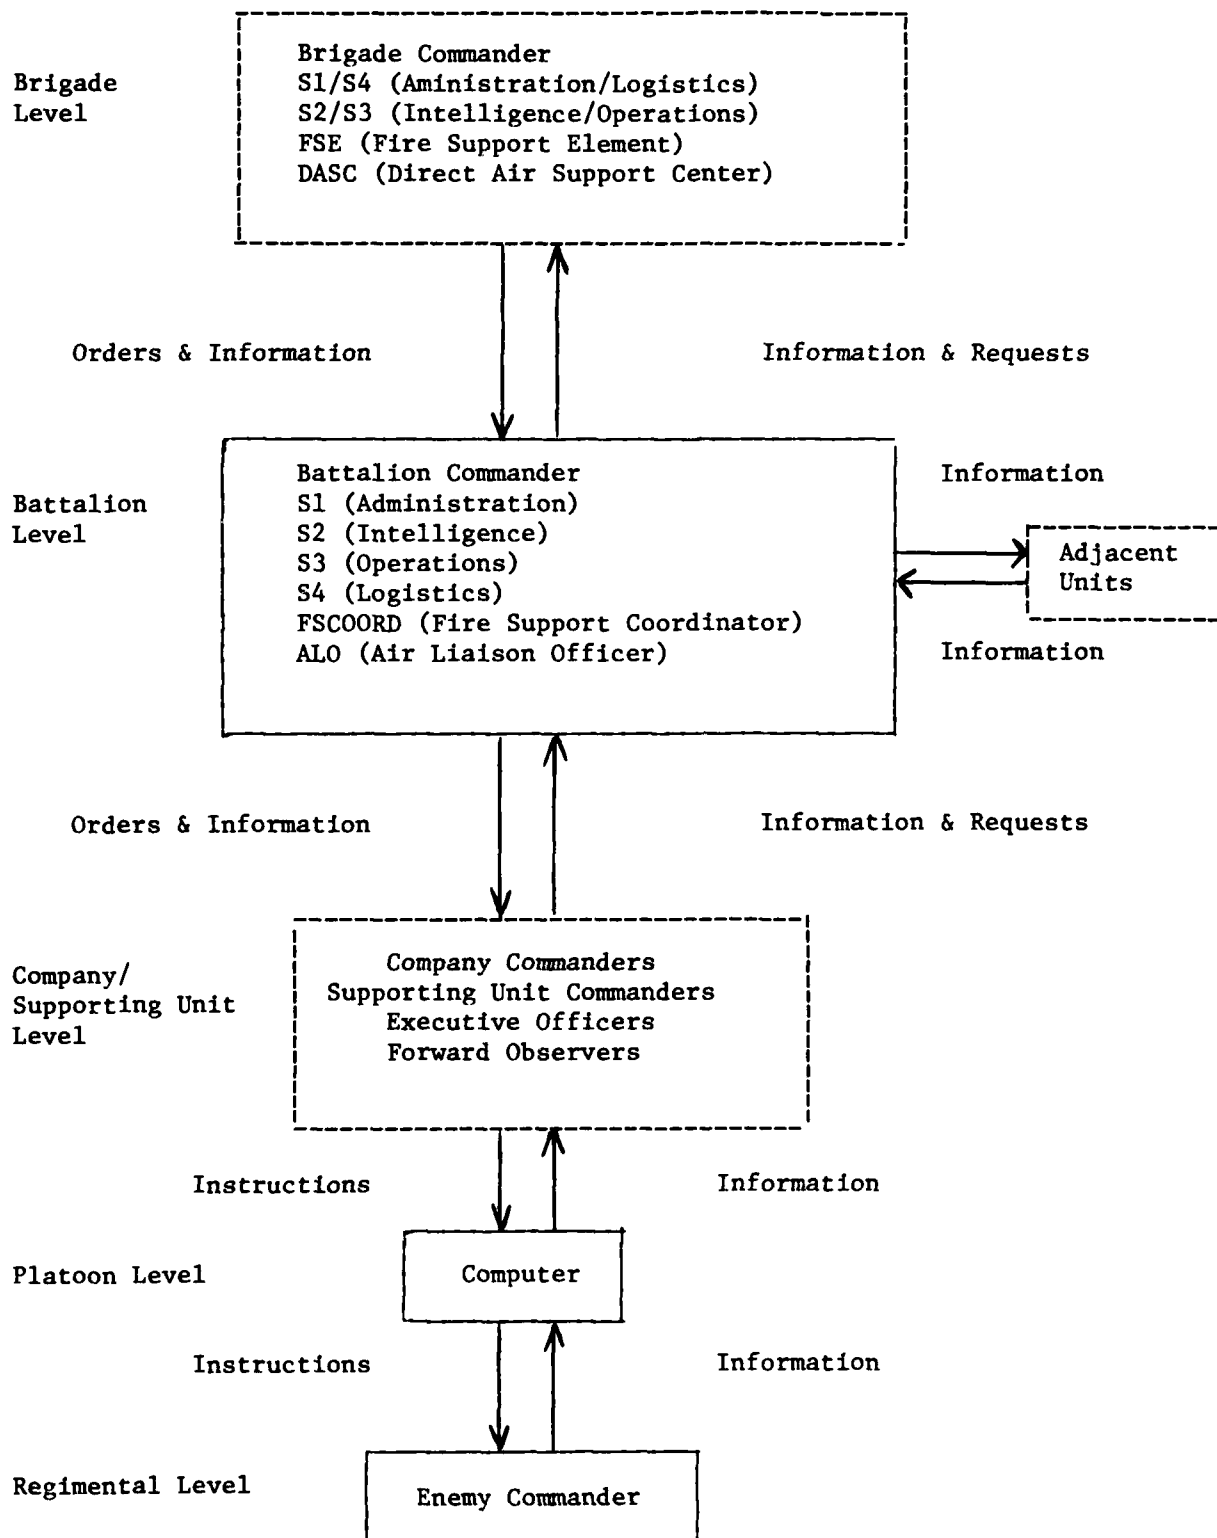 Brigade
Level
Brigade Commander
S1/S4 (Aministration/Logistics)
S2/S3 (Intelligence/Operations)
FSE (Fire Support Element)
DASC (Direct Air Support Center)
Orders & Information
Information & Requests
Battalion
Level
Battalion Commander
S1 (Administration)
S2 (Intelligence)
S3 (Operations)
S4 (Logistics)
FSCOORD (Fire Support Coordinator)
ALO (Air Liaison Officer)
Information
Adjacent
Units
Information
Orders & Information
Information & Requests
Company/
Supporting Unit
Level
Company Commanders
Supporting Unit Commanders
Executive Officers
Forward Observers
Instructions
Information
Platoon Level
Computer
Instructions
Information
Regimental Level
Enemy Commander